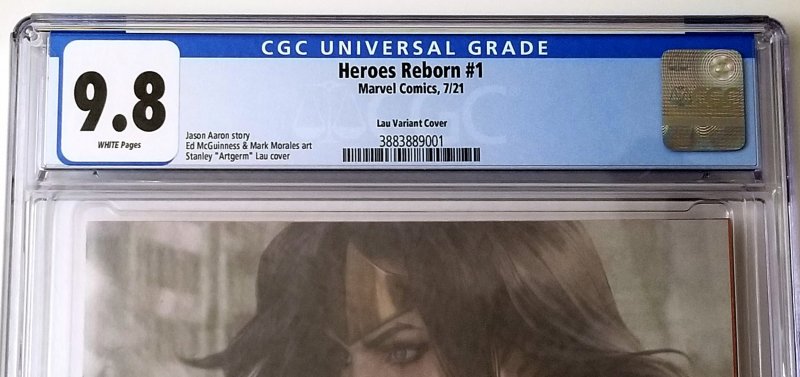 CGC UNIVERSAL GRADE
9.8
WHITE Pages
Heroes Reborn #1
Marvel Comics, 7/21
Lau Variant Cover
3883889001
Jason Aaron story
Ed McGuinness & Mark Morales art
Stanley "Artgerm" Lau cover
CGC